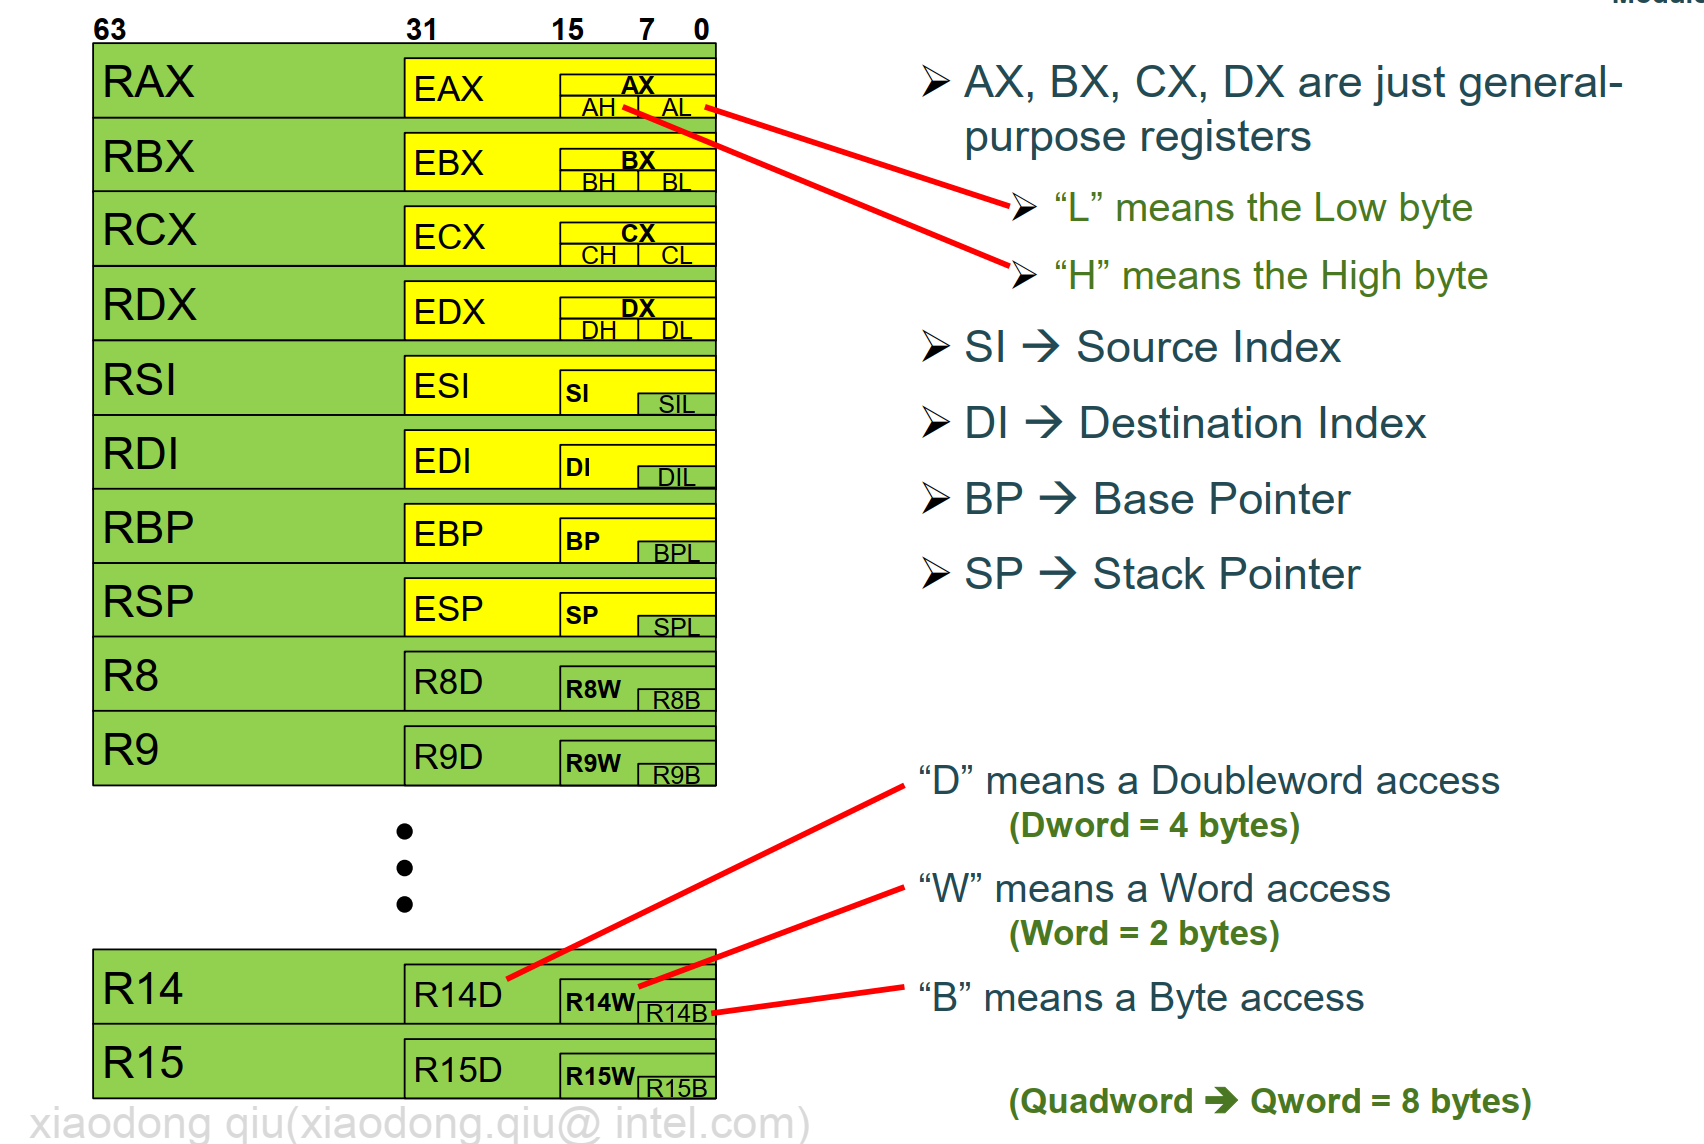 63 31 15 7 0
RAX EAX AX
AH AL
RBX EBX BX
BH BL
RCX ECX CX
CH CL
RDX EDX DX
DH DL
RSI ESI SI SIL
RDI EDI DI DIL
RBP EBP BP BPL
RSP ESP SP SPL
R8 R8D R8W R8B
R9 R9D R9W R9B
R14 R14D R14W R14B
R15 R15D R15W R15B
➢ AX, BX, CX, DX are just general-
purpose registers
➢ “L” means the Low byte
➢ “H” means the High byte
➢ SI → Source Index
➢ DI → Destination Index
➢ BP → Base Pointer
➢ SP → Stack Pointer
“D” means a Doubleword access
(Dword = 4 bytes)
“W” means a Word access
(Word = 2 bytes)
“B” means a Byte access
(Quadword ➔ Qword = 8 bytes)
xiaodong qiu(xiaodong.qiu@ intel.com)